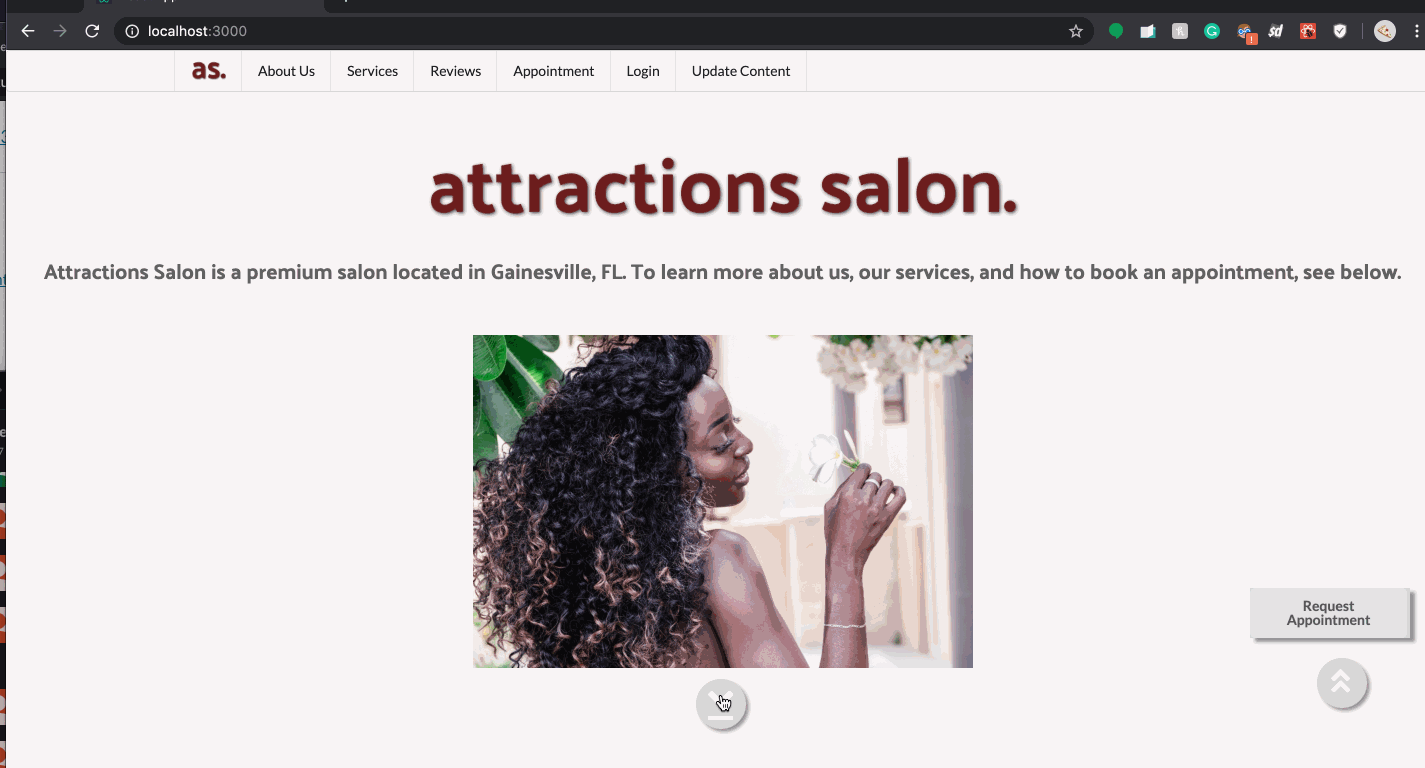 localhost:3000
as. About Us Services Reviews Appointment Login Update Content
attractions salon.
Attractions Salon is a premium salon located in Gainesville, FL. To learn more about us, our services, and how to book an appointment, see below.
Request
Appointment